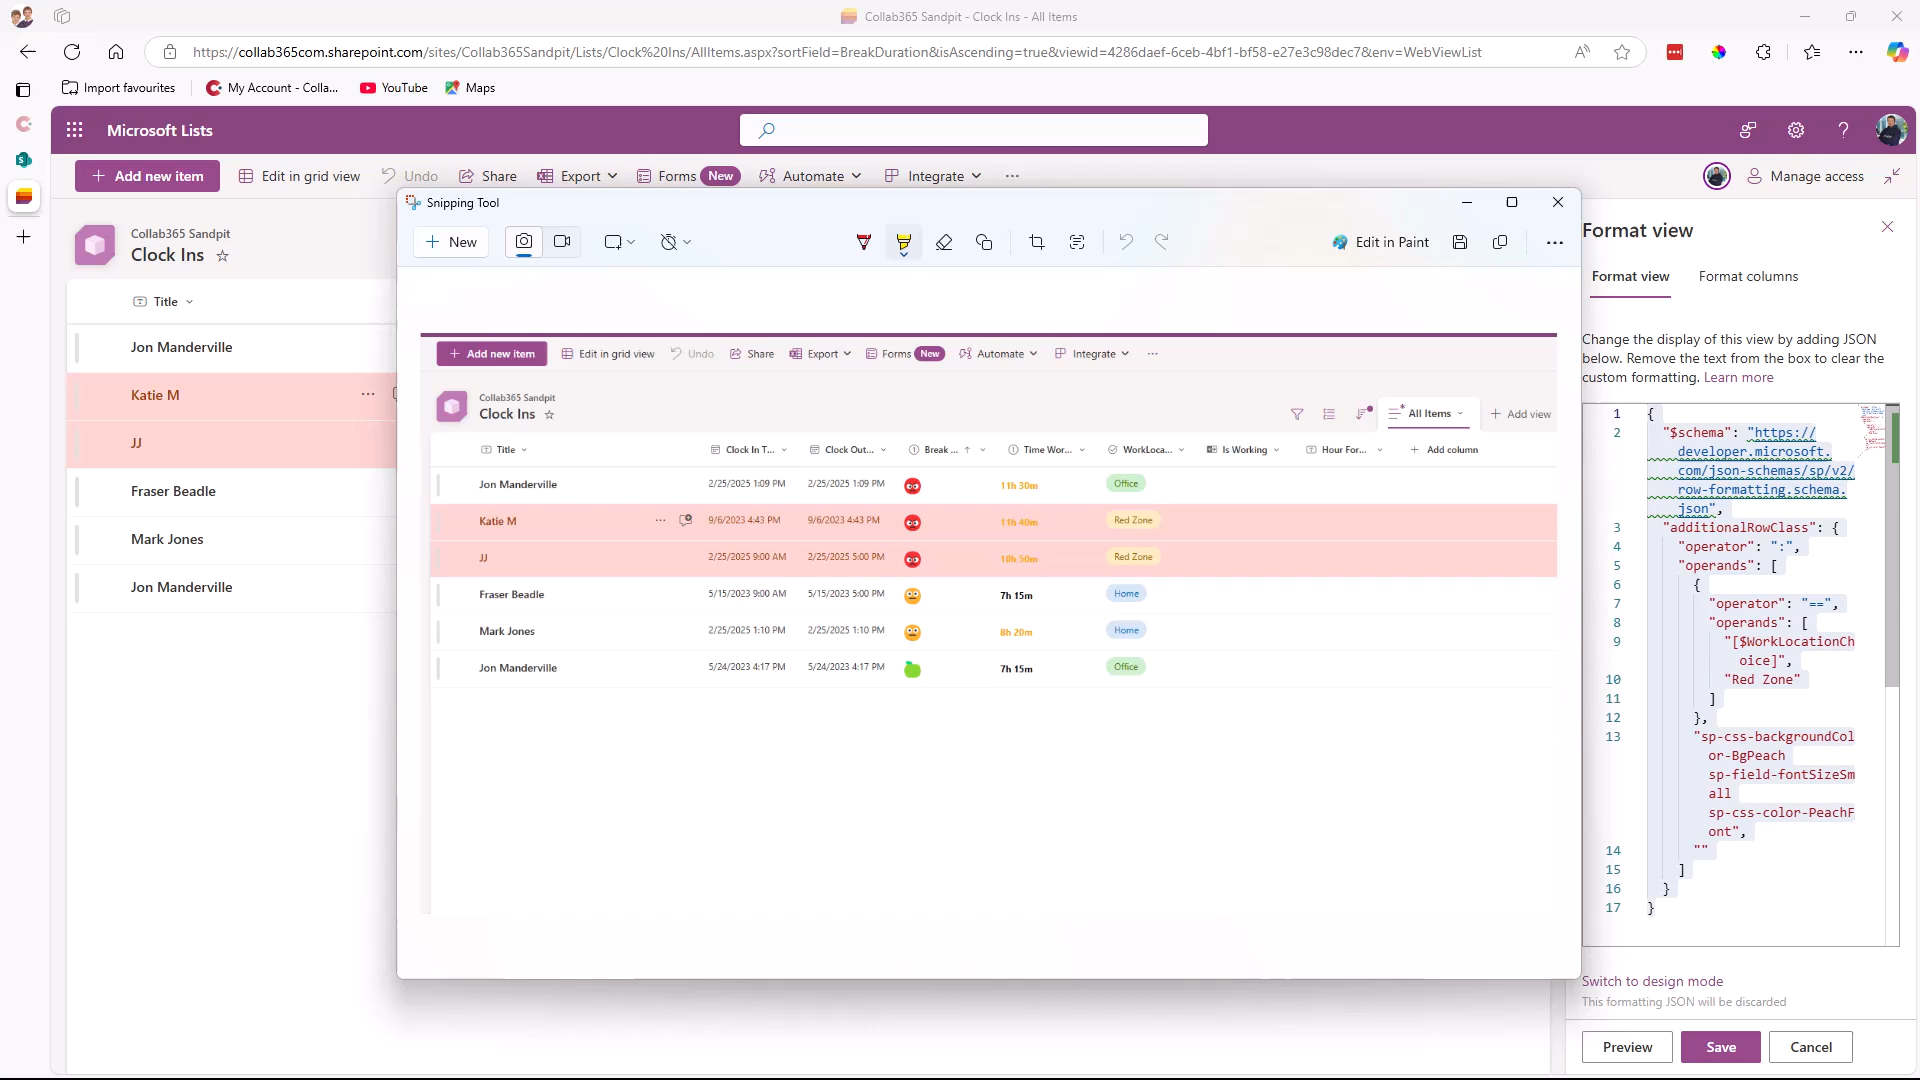 Collab365 Sandpit - Clock Ins - All Items
https://collab365com.sharepoint.com/sites/Collab365Sandpit/Lists/Clock%20Ins/AllItems.aspx?sortField=BreakDuration&isAscending=true&viewid=4286daef-6ceb-4bf1-bf58-e27e3c98dec7&env=WebViewList
Import favourites My Account - Colla... YouTube Maps
Microsoft Lists
Add new item Edit in grid view Undo Share Export Forms New Automate Integrate ... Manage access
Snipping Tool
New Edit in Paint
Collab365 Sandpit
Clock Ins
Title
Jon Manderville
Katie M
JJ
Fraser Beadle
Mark Jones
Jon Manderville
Add new item Edit in grid view Undo Share Export Forms New Automate Integrate ...
Collab365 Sandpit
Clock Ins
All Items Add view
Title Clock In T... Clock Out... Break ... Time Wor... WorkLoca... Is Working Hour For... Add column
Jon Manderville 2/25/2025 1:09 PM 2/25/2025 1:09 PM 11h 30m Office
Katie M ... 9/6/2023 4:43 PM 9/6/2023 4:43 PM 11h 40m Red Zone
JJ 2/25/2025 9:00 AM 2/25/2025 5:00 PM 10h 50m Red Zone
Fraser Beadle 5/15/2023 9:00 AM 5/15/2023 5:00 PM 7h 15m Home
Mark Jones 2/25/2025 1:10 PM 2/25/2025 1:10 PM 8h 20m Home
Jon Manderville 5/24/2023 4:17 PM 5/24/2023 4:17 PM 7h 15m Office
Format view
Format view Format columns
Change the display of this view by adding JSON
below. Remove the text from the box to clear the
custom formatting. Learn more
1 {
2 "$schema": "https://
developer.microsoft.
com/json-schemas/sp/v2/
row-formatting.schema.
json",
3 "additionalRowClass": {
4 "operator": ":",
5 "operands": [
6 {
7 "operator": "==",
8 "operands": [
9 "[$WorkLocationCh
oice]",
10 "Red Zone"
11 ]
12 },
13 "sp-css-backgroundCol
or-BgPeach
sp-field-fontSizeSm
all
sp-css-color-PeachF
ont",
14 ""
15 ]
16 }
17 }
Switch to design mode
This formatting JSON will be discarded
Preview Save Cancel